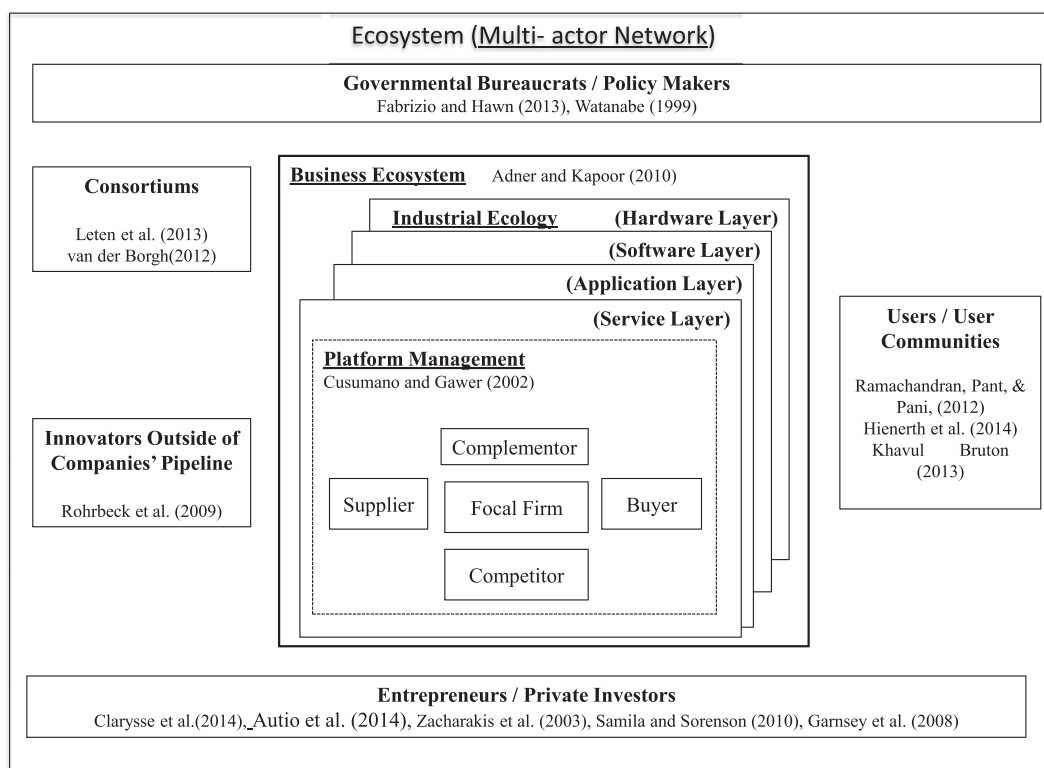 Ecosystem (Multi- actor Network)
Governmental Bureaucrats / Policy Makers
Fabrizio and Hawn (2013), Watanabe (1999)
Consortiums
Leten et al. (2013)
van der Borgh(2012)
Business Ecosystem Adner and Kapoor (2010)
Industrial Ecology (Hardware Layer)
(Software Layer)
(Application Layer)
(Service Layer)
Platform Management
Cusumano and Gawer (2002)
Complementor
Supplier
Focal Firm
Buyer
Competitor
Innovators Outside of
Companies’ Pipeline
Rohrbeck et al. (2009)
Users / User
Communities
Ramachandran, Pant, &
Pani, (2012)
Hienerth et al. (2014)
Khavul Bruton
(2013)
Entrepreneurs / Private Investors
Clarysse et al.(2014), Autio et al. (2014), Zacharakis et al. (2003), Samila and Sorenson (2010), Garnsey et al. (2008)